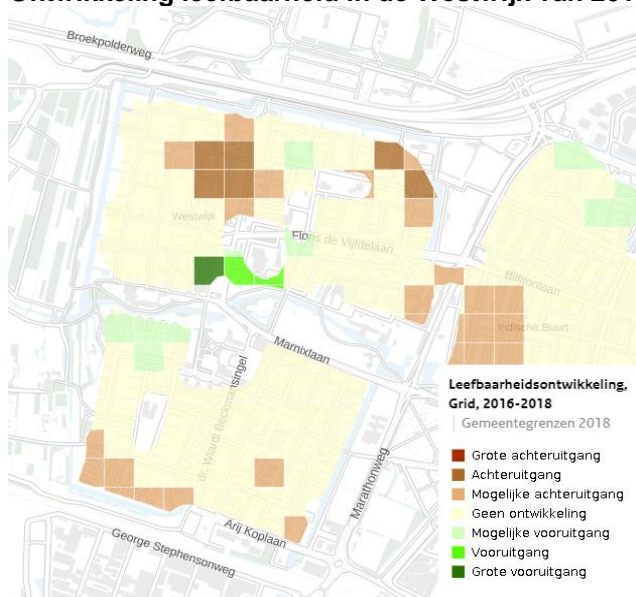 Broekpolderweg
Westwijk
Floris de Vijfdelaan
Billitonlaan
Indische Buurt
Marnixlaan
dr. Wiardi Beckmansingel
Marathonweg
Arij Koplaan
George Stephensonweg
Leefbaarheidsontwikkeling,
Grid, 2016-2018
Gemeentegrenzen 2018
Grote achteruitgang
Achteruitgang
Mogelijke achteruitgang
Geen ontwikkeling
Mogelijke vooruitgang
Vooruitgang
Grote vooruitgang